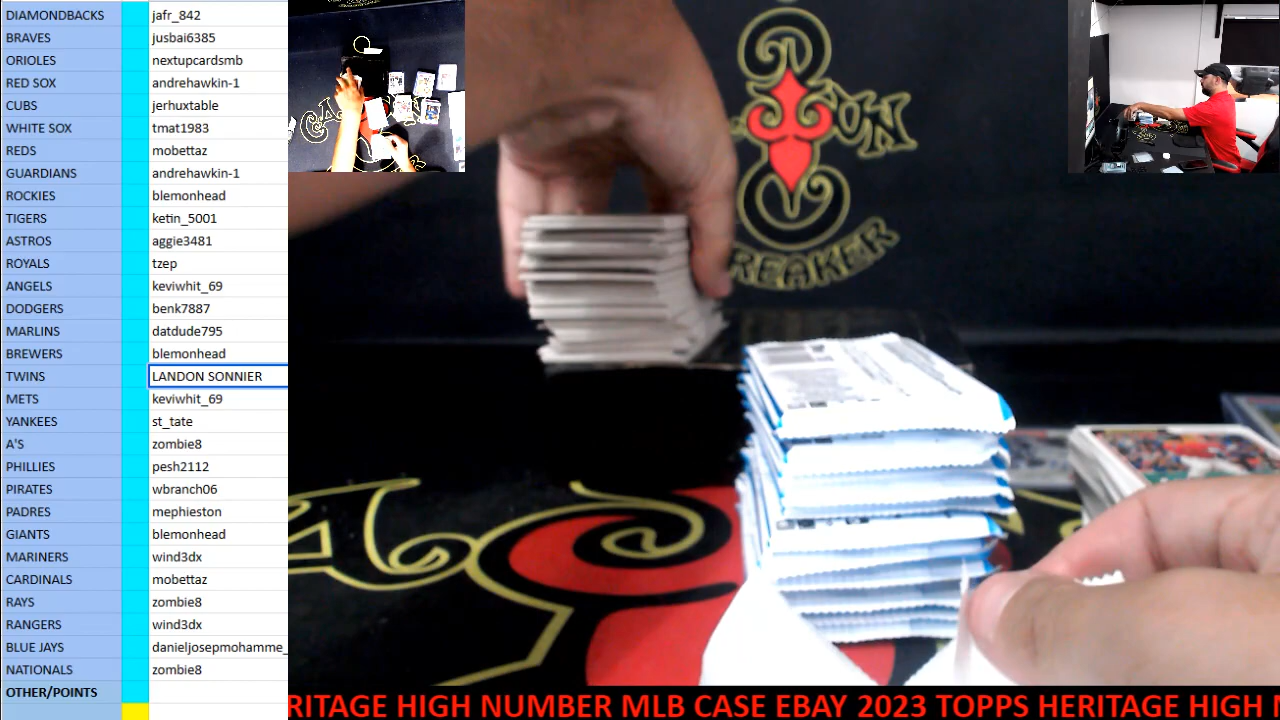 DIAMONDBACKS jafr_842
BRAVES jusbai6385
ORIOLES nextupcardsmb
RED SOX andrehawkin-1
CUBS jerhuxtable
WHITE SOX tmat1983
REDS mobettaz
GUARDIANS andrehawkin-1
ROCKIES blemonhead
TIGERS ketin_5001
ASTROS aggie3481
ROYALS tzep
ANGELS keviwhit_69
DODGERS benk7887
MARLINS datdude795
BREWERS blemonhead
TWINS LANDON SONNIER
METS keviwhit_69
YANKEES st_tate
A'S zombie8
PHILLIES pesh2112
PIRATES wbranch06
PADRES mephieston
GIANTS blemonhead
MARINERS wind3dx
CARDINALS mobettaz
RAYS zombie8
RANGERS wind3dx
BLUE JAYS danieljosepmohamme_
NATIONALS zombie8
OTHER/POINTS
REAKER
RITAGE HIGH NUMBER MLB CASE EBAY 2023 TOPPS HERITAGE HIGH